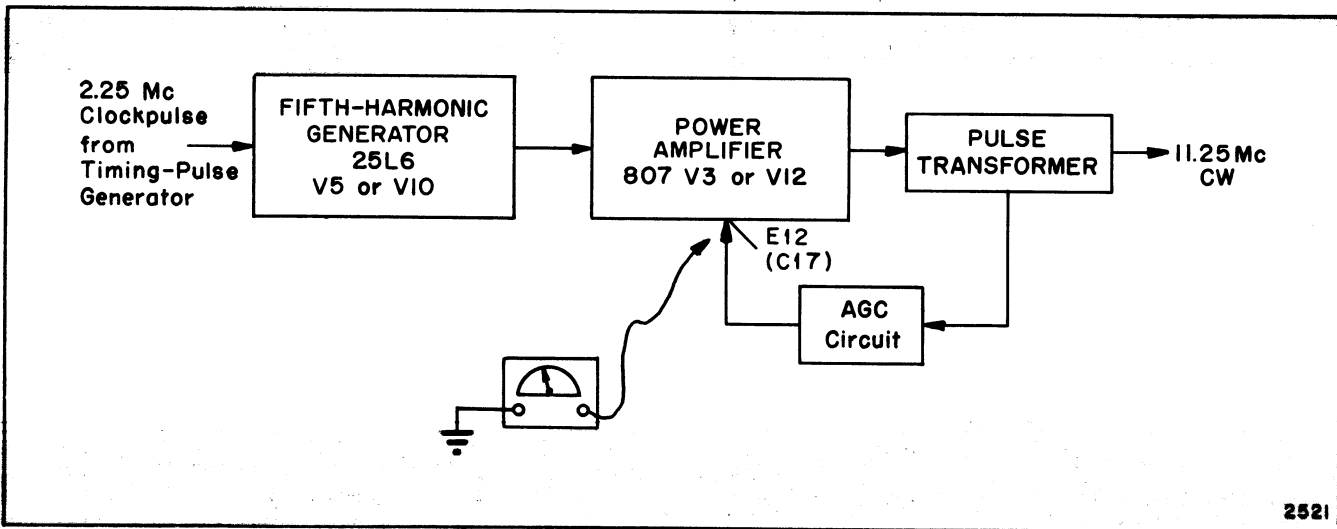 2.25 Mc
Clockpulse
from
Timing-Pulse
Generator
FIFTH-HARMONIC
GENERATOR
25L6
V5 or V10
POWER
AMPLIFIER
807 V3 or V12
PULSE
TRANSFORMER
11.25 Mc
CW
E12
(C17)
AGC
Circuit
2521